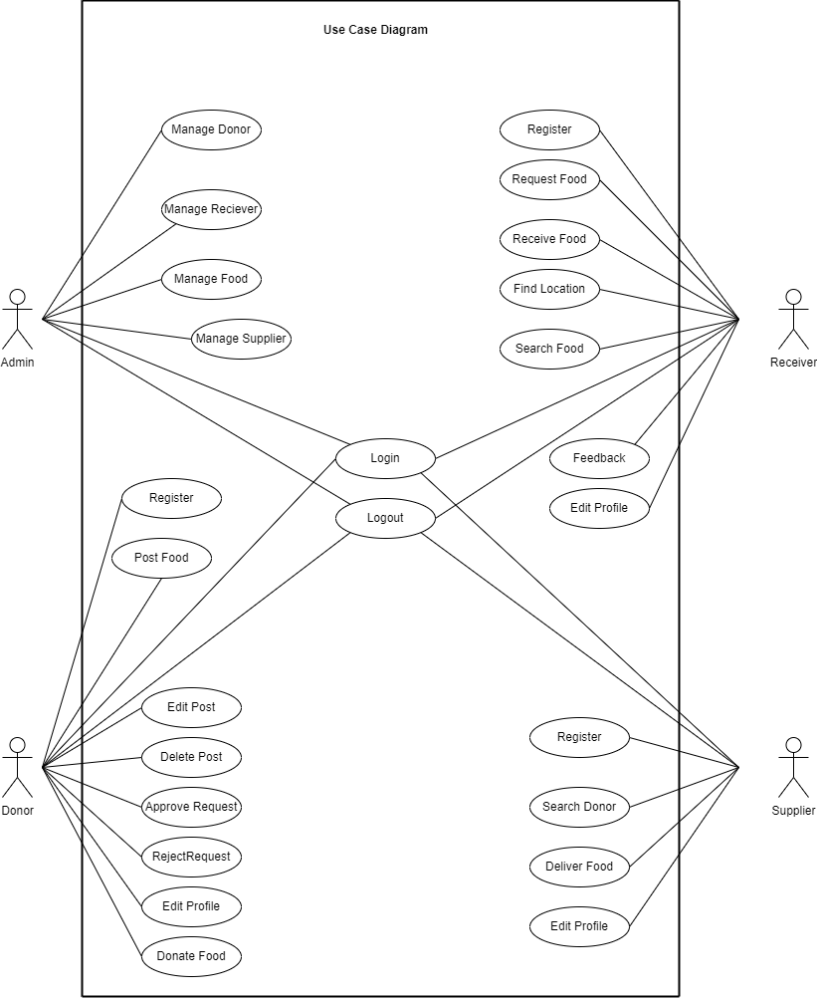 Use Case Diagram
Manage Donor
Register
Request Food
Manage Reciever
Receive Food
Manage Food
Find Location
Manage Supplier
Search Food
Admin
Receiver
Login
Feedback
Register
Edit Profile
Logout
Post Food
Edit Post
Register
Delete Post
Approve Request
Search Donor
Donor
Supplier
RejectRequest
Deliver Food
Edit Profile
Edit Profile
Donate Food